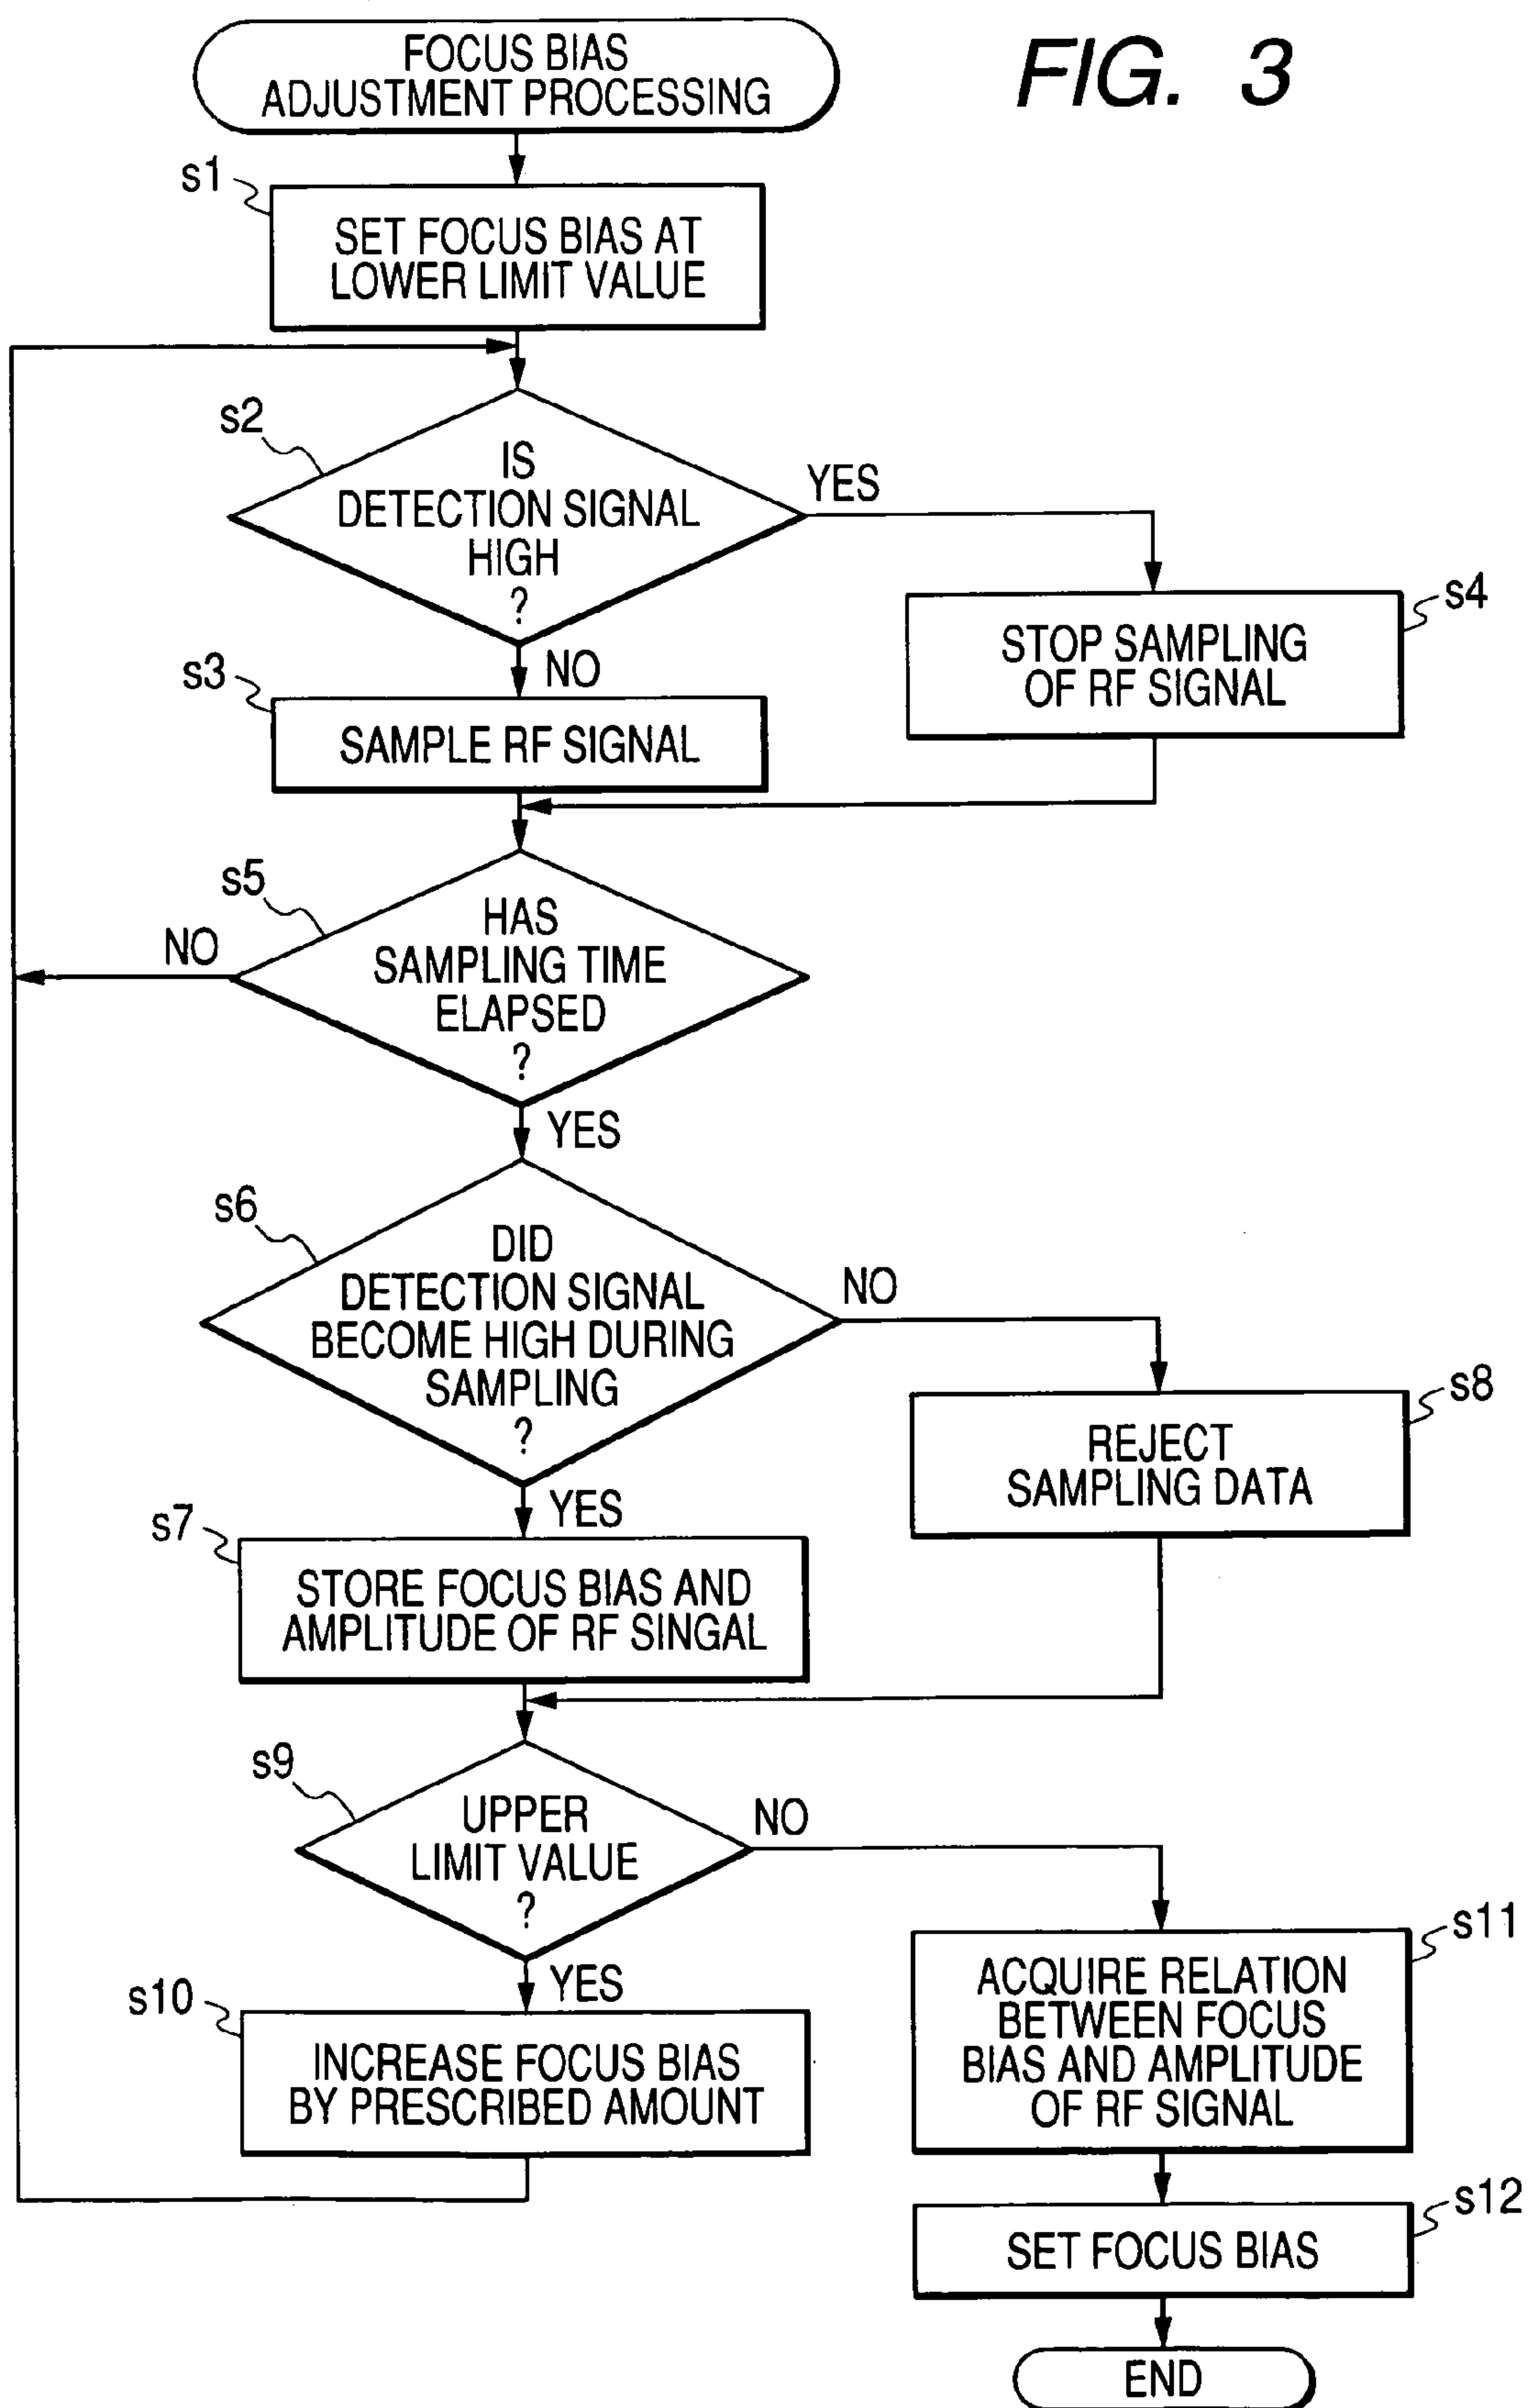 FIG. 3
FOCUS BIAS
ADJUSTMENT PROCESSING
s1
SET FOCUS BIAS AT
LOWER LIMIT VALUE
s2
IS
DETECTION SIGNAL
HIGH
?
YES
NO
s3
SAMPLE RF SIGNAL
s4
STOP SAMPLING
OF RF SIGNAL
s5
HAS
SAMPLING TIME
ELAPSED
?
NO
YES
s6
DID
DETECTION SIGNAL
BECOME HIGH DURING
SAMPLING
?
NO
YES
s7
STORE FOCUS BIAS AND
AMPLITUDE OF RF SINGAL
s8
REJECT
SAMPLING DATA
s9
UPPER
LIMIT VALUE
?
NO
YES
s10
INCREASE FOCUS BIAS
BY PRESCRIBED AMOUNT
s11
ACQUIRE RELATION
BETWEEN FOCUS
BIAS AND AMPLITUDE
OF RF SIGNAL
s12
SET FOCUS BIAS
END